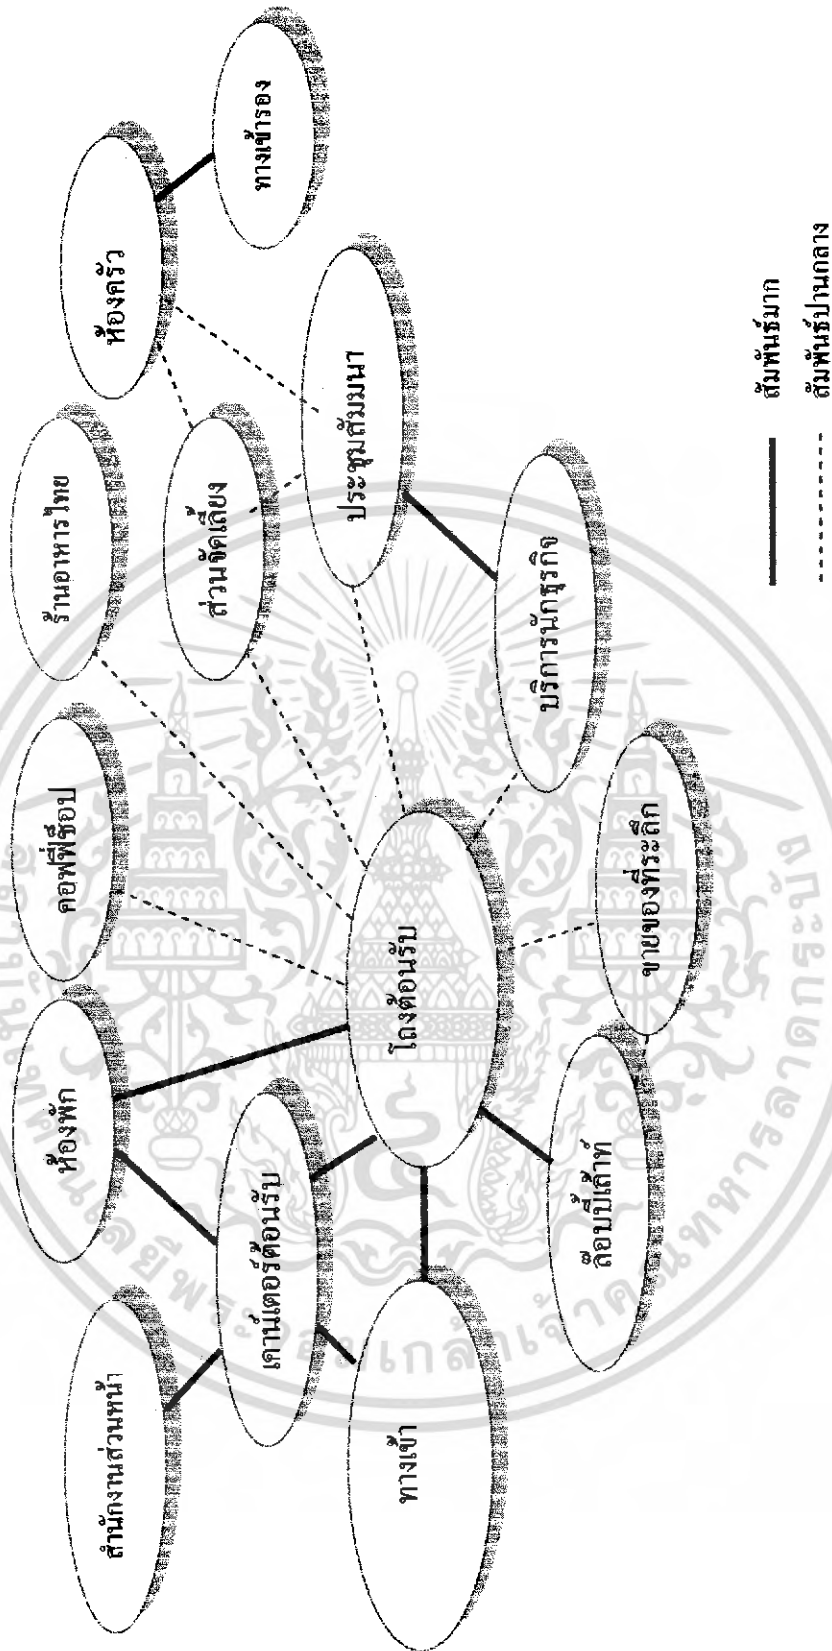 สำนักงานส่วนหน้า
ห้องพัก
คอฟฟี่ช็อป
ร้านอาหารไทย
ห้องครัว
ทางเข้ารอง
ส่วนจัดเลี้ยง
เคาน์เตอร์ต้อนรับ
ประชุมสัมมนา
ทางเข้า
โถงต้อนรับ
บริการนักธุรกิจ
ล๊อบบี้เล้าท์
ขายของที่ระลึก
สัมพันธ์มาก
สัมพันธ์ปานกลาง